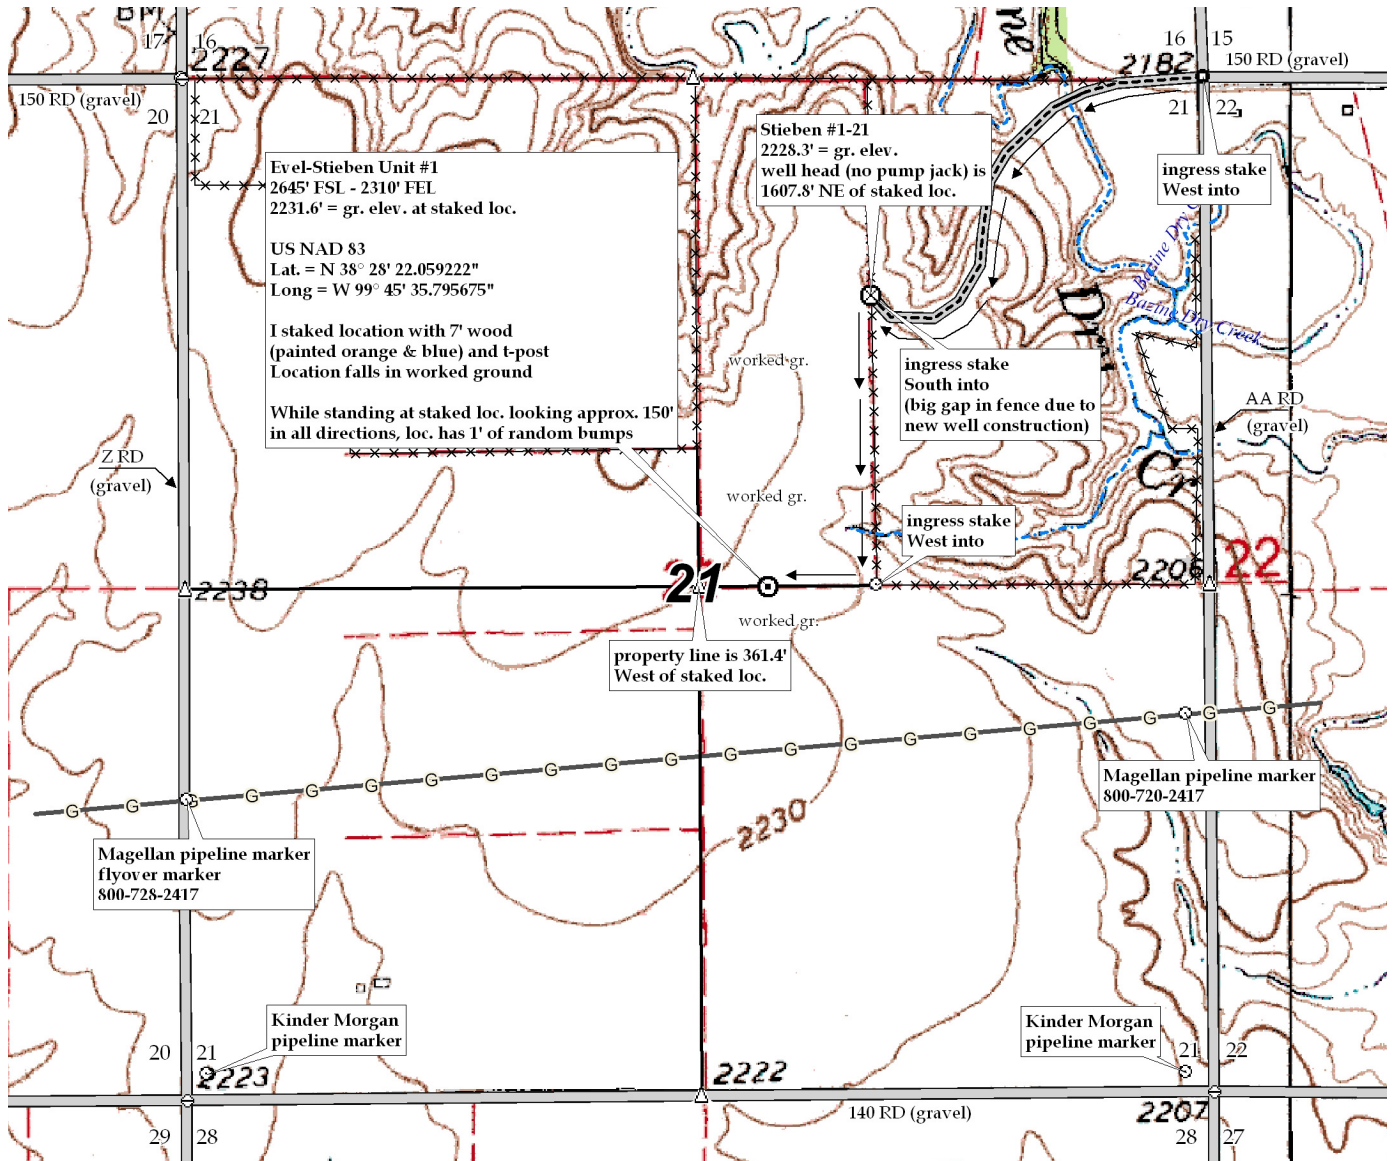 BM
17 16
2227
150 RD (gravel)
20 21
me
16 15
2182
150 RD (gravel)
21 22
Evel-Stieben Unit #1
2645' FSL - 2310' FEL
2231.6' = gr. elev. at staked loc.
US NAD 83
Lat. = N 38° 28' 22.059222"
Long = W 99° 45' 35.795675"
I staked location with 7' wood
(painted orange & blue) and t-post
Location falls in worked ground
While standing at staked loc. looking approx. 150'
in all directions, loc. has 1' of random bumps
Stieben #1-21
2228.3' = gr. elev.
well head (no pump jack) is
1607.8' NE of staked loc.
ingress stake
West into
Bazine Dry C
Bazine Dry Creek
Dry
Cr
worked gr.
ingress stake
South into
(big gap in fence due to
new well construction)
AA RD
(gravel)
Z RD
(gravel)
worked gr.
ingress stake
West into
2238
21
2206
22
worked gr.
property line is 361.4'
West of staked loc.
G G G G G G G G G G G G G G G G G G G G G
Magellan pipeline marker
800-720-2417
2230
Magellan pipeline marker
flyover marker
800-728-2417
Kinder Morgan
pipeline marker
Kinder Morgan
pipeline marker
20 21
2223
2222
21 22
140 RD (gravel)
2207
29 28
28 27